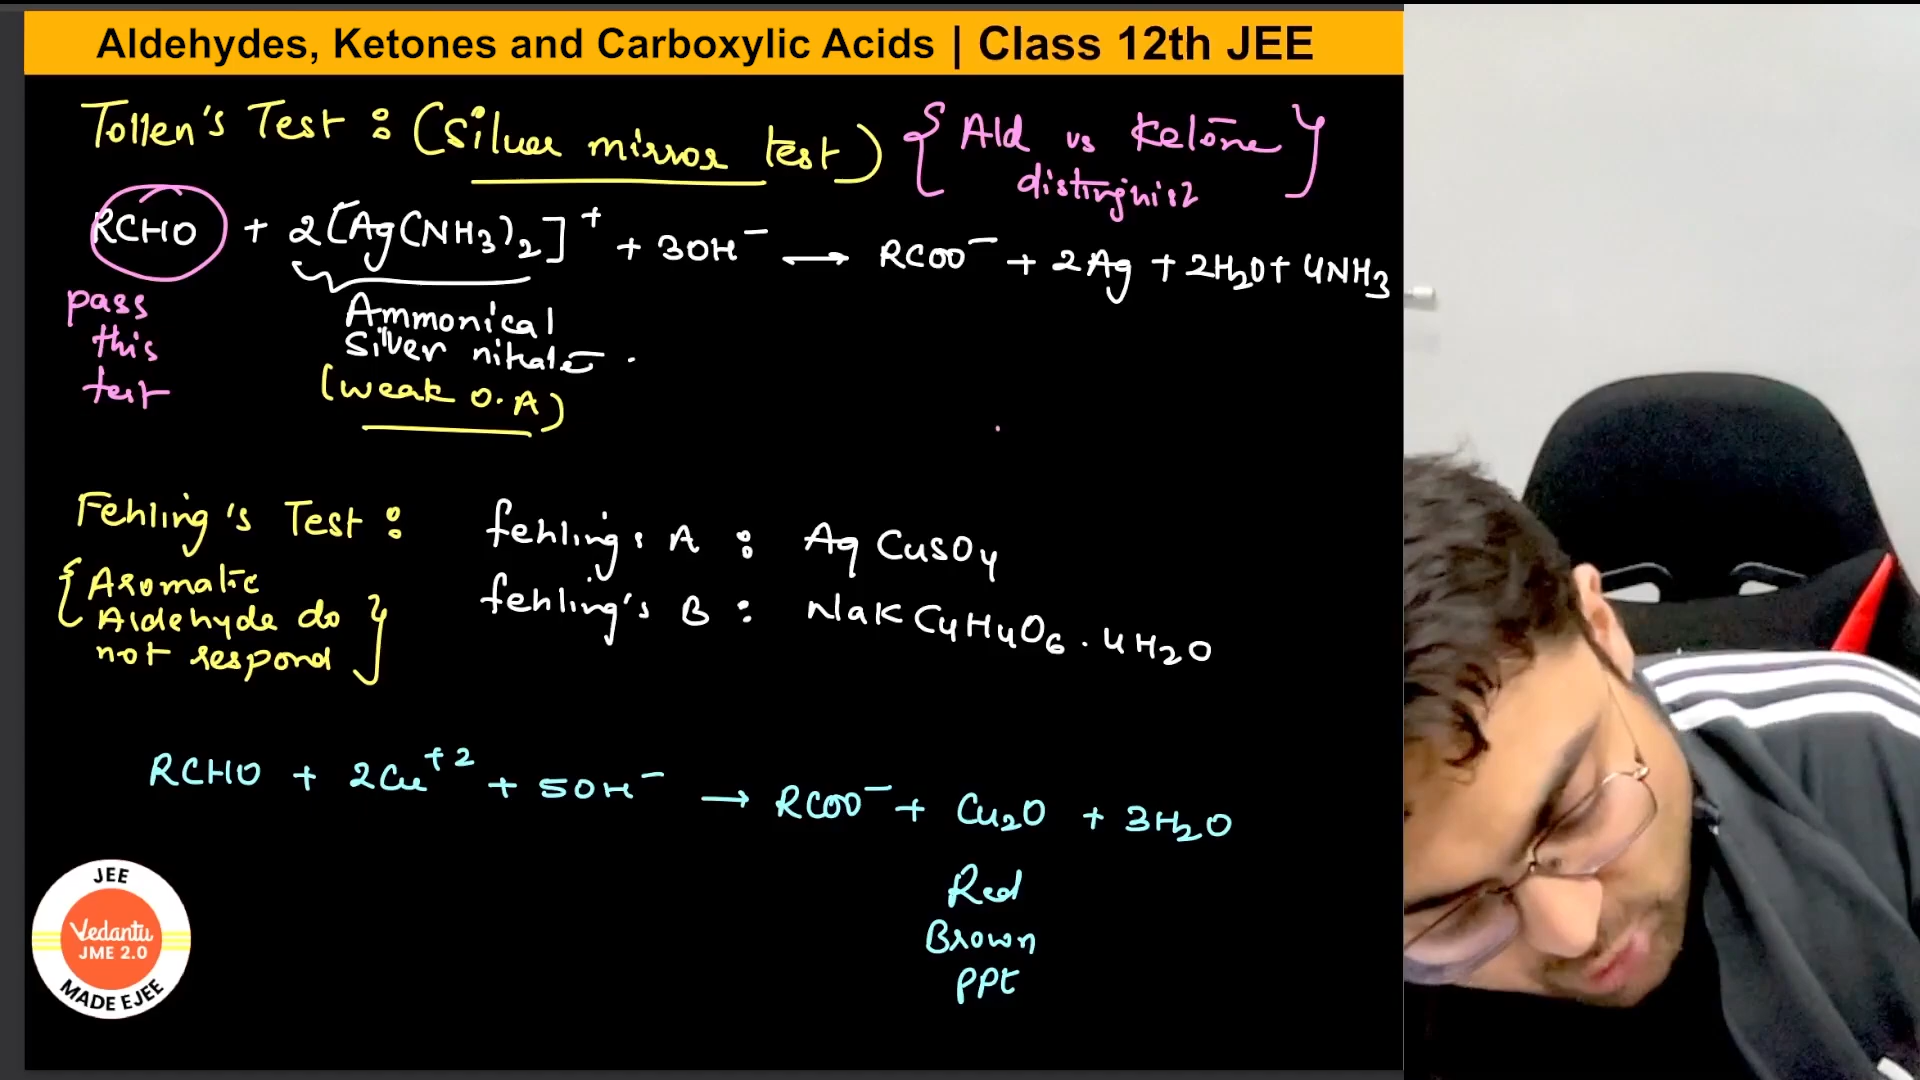 Aldehydes, Ketones and Carboxylic Acids | Class 12th JEE
Tollen's Test : (Silver mirror test) {Ald vs Ketone
distinguish}
RCHO + 2[Ag(NH3)2]+ + 3OH− ⟶ RCOO− + 2Ag + 2H2O + 4NH3
pass
this
test
Ammonical
Silver nitrate
(weak O.A)
Fehling's Test :
{Aromatic
Aldehyde do
not respond}
fehling's A : Aq CuSO4
fehling's B : NaKC4H4O6 . 4H2O
RCHO + 2Cu+2 + 5OH− ⟶ RCOO− + Cu2O + 3H2O
Red
Brown
PPt
JEE
Vedantu
JME 2.0
MADE EJEE